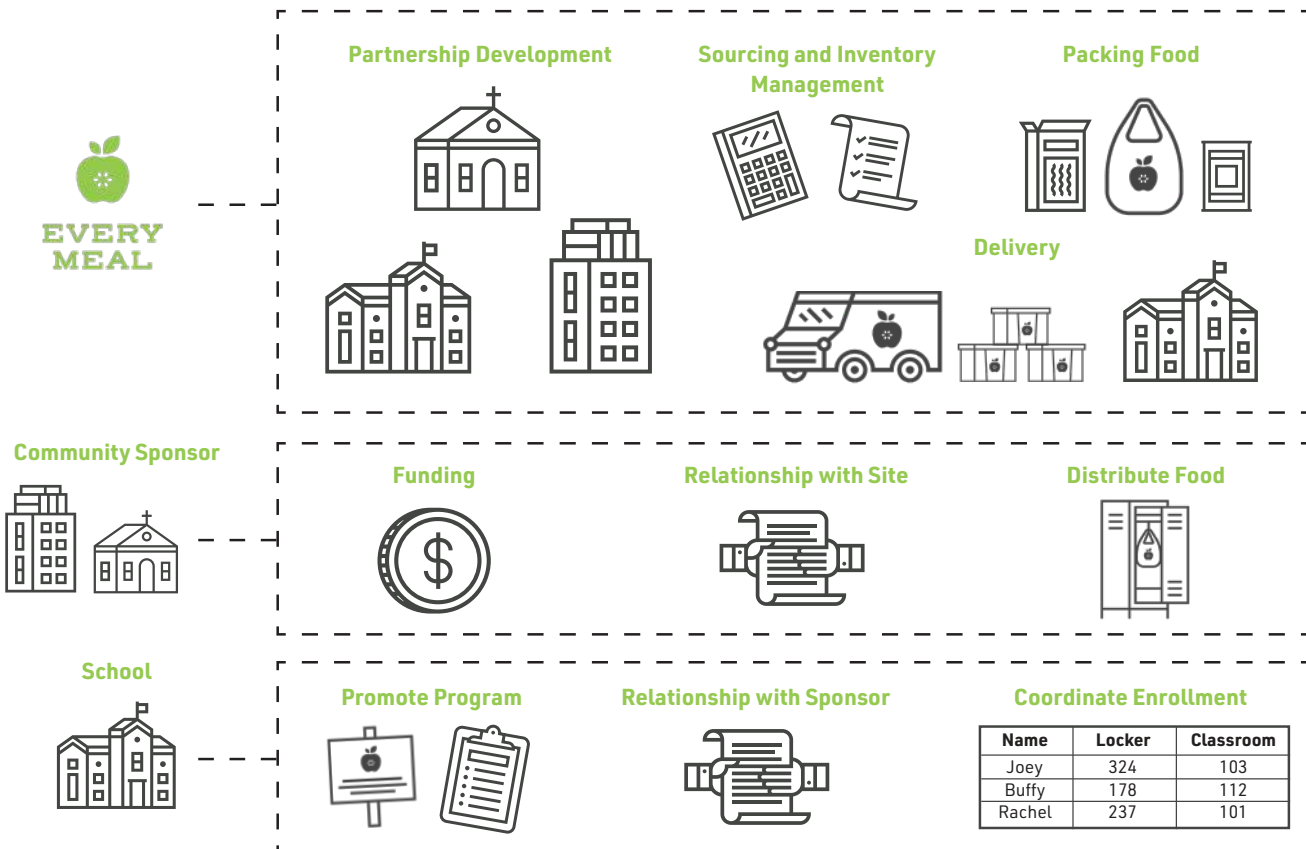 Partnership Development
Sourcing and Inventory
Management
Packing Food
EVERY
MEAL
Delivery
Community Sponsor
Funding
Relationship with Site
Distribute Food
$
School
Promote Program
Relationship with Sponsor
Coordinate Enrollment
Name Locker Classroom
Joey 324 103
Buffy 178 112
Rachel 237 101